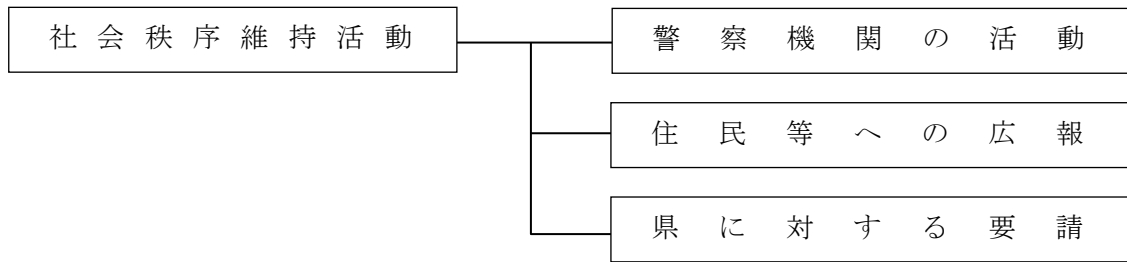 社会秩序維持活動
警察機関の活動
住民等への広報
県に対する要請